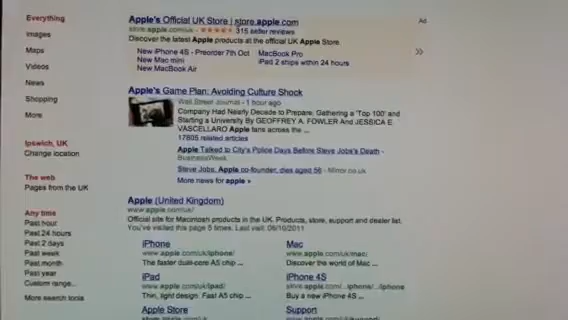 Everything
Images
Maps
Videos
News
Shopping
More
Ipswich, UK
Change location
The web
Pages from the UK
Any time
Past hour
Past 24 hours
Past 2 days
Past week
Past month
Past year
Custom range...
More search tools
Apple's Official UK Store | store.apple.com
Ad
store.apple.com/uk - 315 seller reviews
Discover the latest Apple products at the official UK Apple Store
New iPhone 4S - Preorder 7th Oct
MacBook Pro
New Mac mini
iPad 2 ships within 24 hours
New MacBook Air
Apple's Game Plan: Avoiding Culture Shock
Wall Street Journal - 1 hour ago
Company Had Nearly Decade to Prepare; Gathering a 'Top 100' and
Starting a University By GEOFFREY A. FOWLER And JESSICA E.
VASCELLARO Apple fans across the ...
17805 related articles
Apple Talked to City's Police Days Before Steve Jobs's Death -
BusinessWeek
Steve Jobs, Apple co-founder, dies aged 56 - Mirror.co.uk
More news for apple »
Apple (United Kingdom)
www.apple.com/uk/
Official site for Macintosh products in the UK. Products, store, support and dealer list.
You've visited this page 5 times. Last visit: 06/10/2011
iPhone
www.apple.com/uk/iphone/
The faster dual-core A5 chip ...
Mac
www.apple.com/uk/mac/
Discover the world of Mac ...
iPad
www.apple.com/uk/ipad/
Thin, light design. Fast A5 chip ...
iPhone 4S
www.apple.com/.../iphone/.../iphone
Buy a new iPhone 4S ...
Apple Store
Support